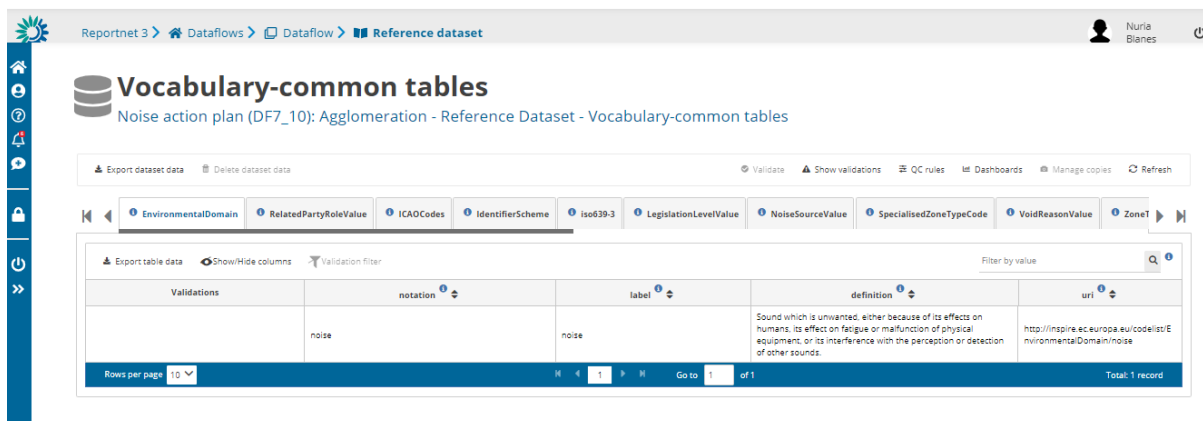 Reportnet 3 Dataflows Dataflow Reference dataset
Nuria
Blanes
Vocabulary-common tables
Noise action plan (DF7_10): Agglomeration - Reference Dataset - Vocabulary-common tables
Export dataset data Delete dataset data Validate Show validations QC rules Dashboards Manage copies Refresh
EnvironmentalDomain RelatedPartyRoleValue ICAOCodes IdentifierScheme iso639-3 LegislationLevelValue NoiseSourceValue SpecialisedZoneTypeCode VoidReasonValue ZoneT
Export table data Show/Hide columns Validation filter Filter by value
Validations notation label definition uri
noise noise
Sound which is unwanted, either because of its effects on
humans, its effect on fatigue or malfunction of physical
equipment, or its interference with the perception or detection
of other sounds.
http://inspire.ec.europa.eu/codelist/E
nvironmentalDomain/noise
Rows per page 10 1 Go to 1 of 1 Total: 1 record